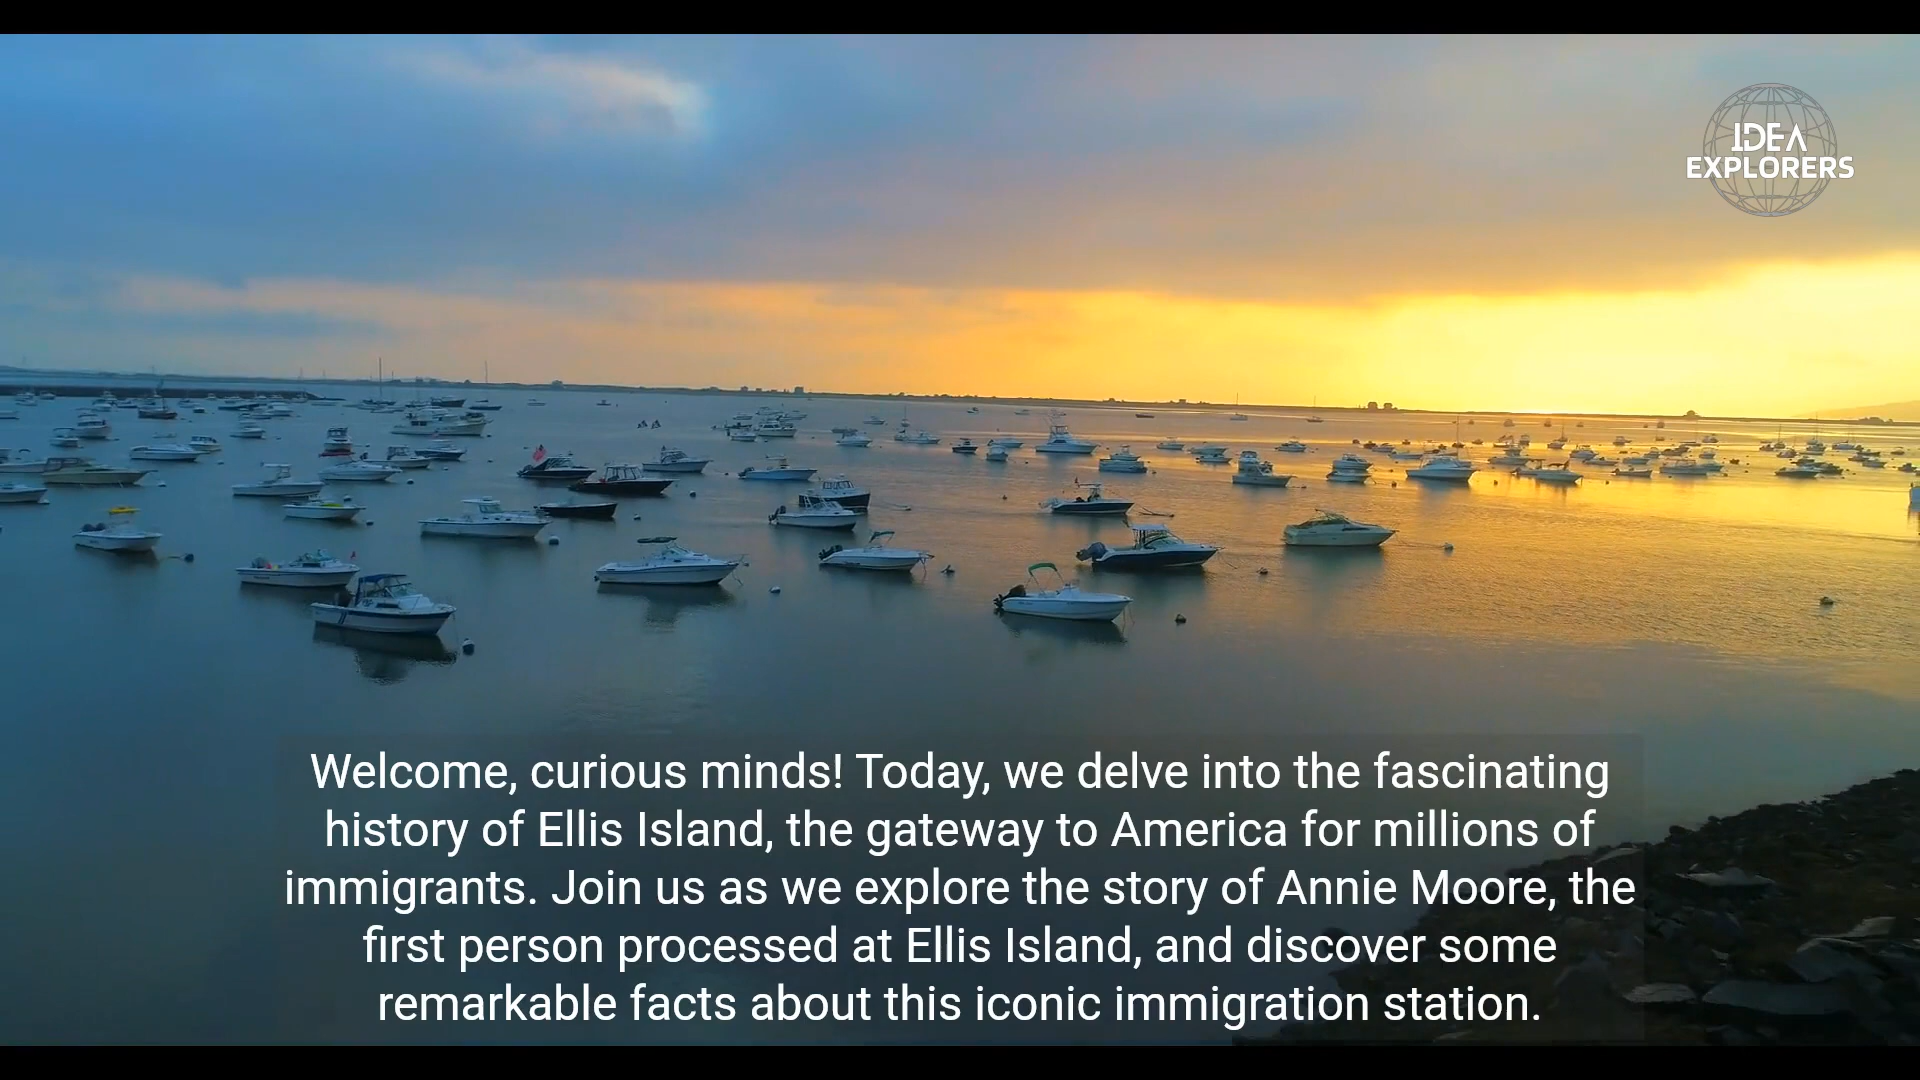 IDEA
EXPLORERS
Welcome, curious minds! Today, we delve into the fascinating
history of Ellis Island, the gateway to America for millions of
immigrants. Join us as we explore the story of Annie Moore, the
first person processed at Ellis Island, and discover some
remarkable facts about this iconic immigration station.